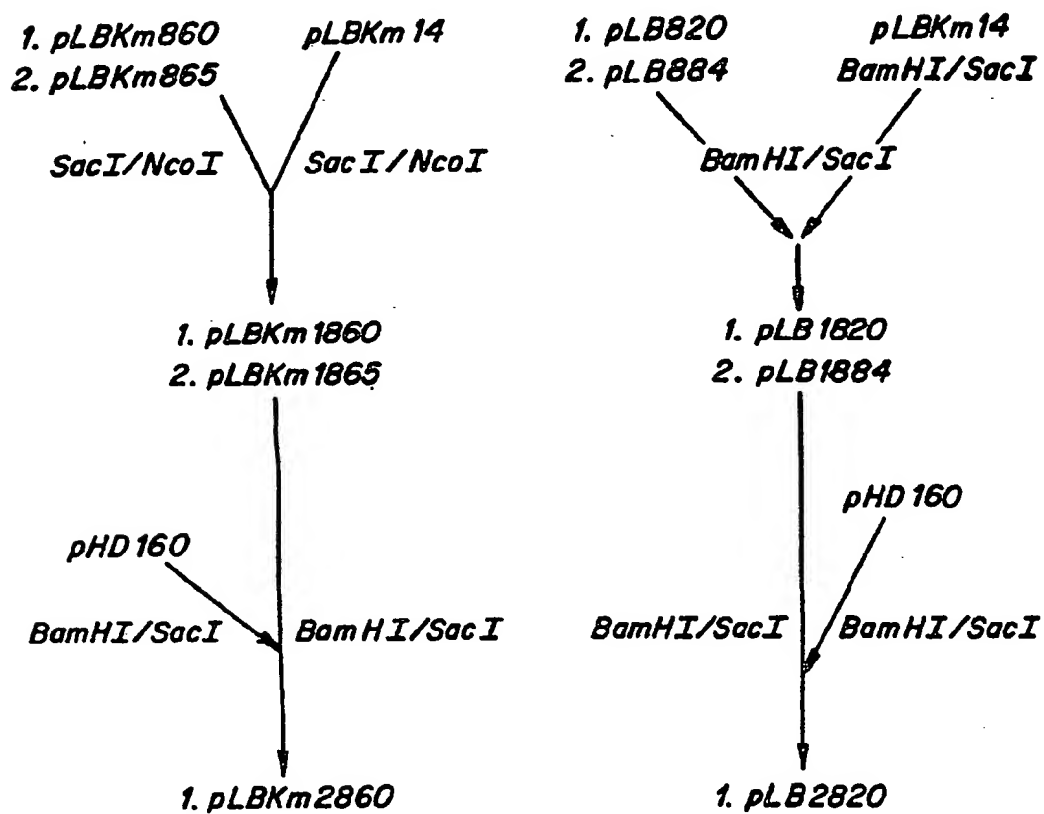 1. pLBKm860
pLBKm14
2. pLBKm865
SacI/NcoI
SacI/NcoI
1. pLBKm1860
2. pLBKm1865
pHD160
BamHI/SacI
BamHI/SacI
1. pLBKm2860
1. pLB820
pLBKm14
2. pLB884
BamHI/SacI
BamHI/SacI
1. pLB1820
2. pLB1884
pHD160
BamHI/SacI
BamHI/SacI
1. pLB2820